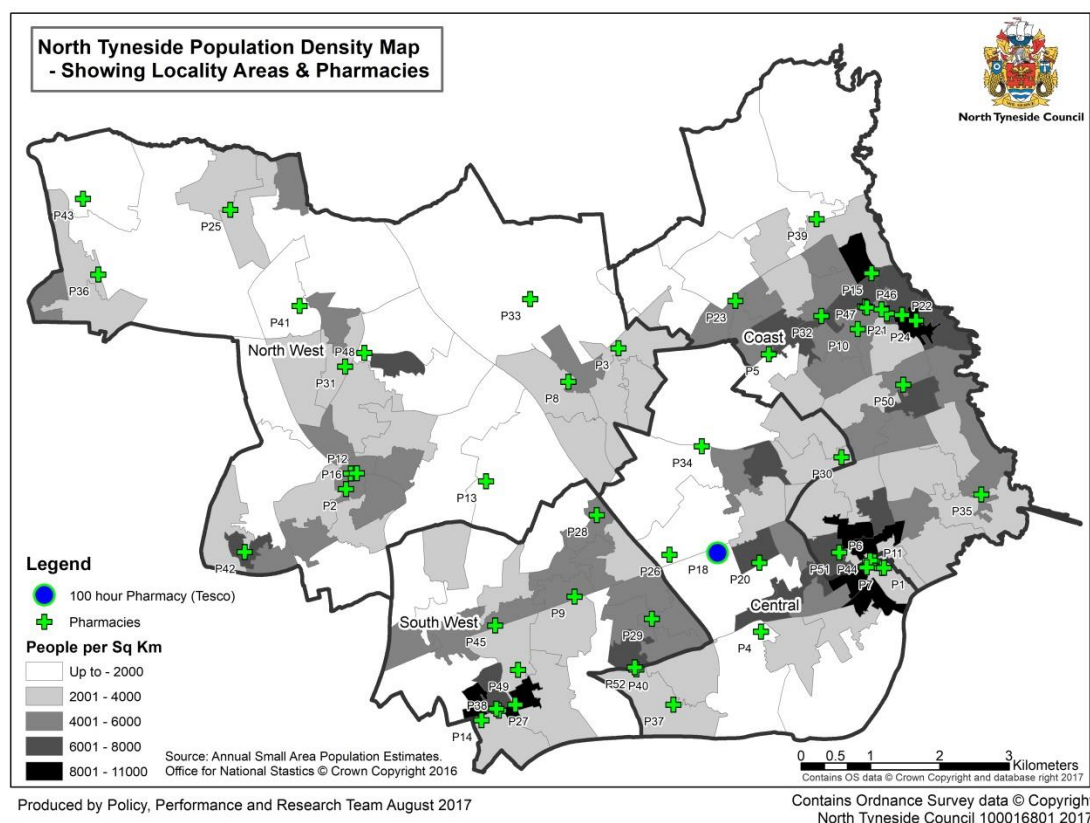 North Tyneside Population Density Map
- Showing Locality Areas & Pharmacies
North Tyneside Council
P43
P25
P39
P36
P15
P46
P22
P41
P33
P23
P47
P32
P21
P24
P10
North West
P48
Coast
P3
P5
P31
P8
P50
P12
P34
P30
P16
P13
P2
P35
P28
P6
P11
P42
P26
P18
P51
P44
P20
P7
P1
P9
Central
South West
P29
P45
P4
P49
P52
P40
P38
P27
P37
P14
Legend
100 hour Pharmacy (Tesco)
Pharmacies
People per Sq Km
Up to - 2000
2001 - 4000
4001 - 6000
6001 - 8000
8001 - 11000
Source: Annual Small Area Population Estimates.
Office for National Stastics © Crown Copyright 2016
0 0.5 1 2 3
Kilometers
Contains OS data © Crown Copyright and database right 2017
Produced by Policy, Performance and Research Team August 2017
Contains Ordnance Survey data © Copyright
North Tyneside Council 100016801 2017